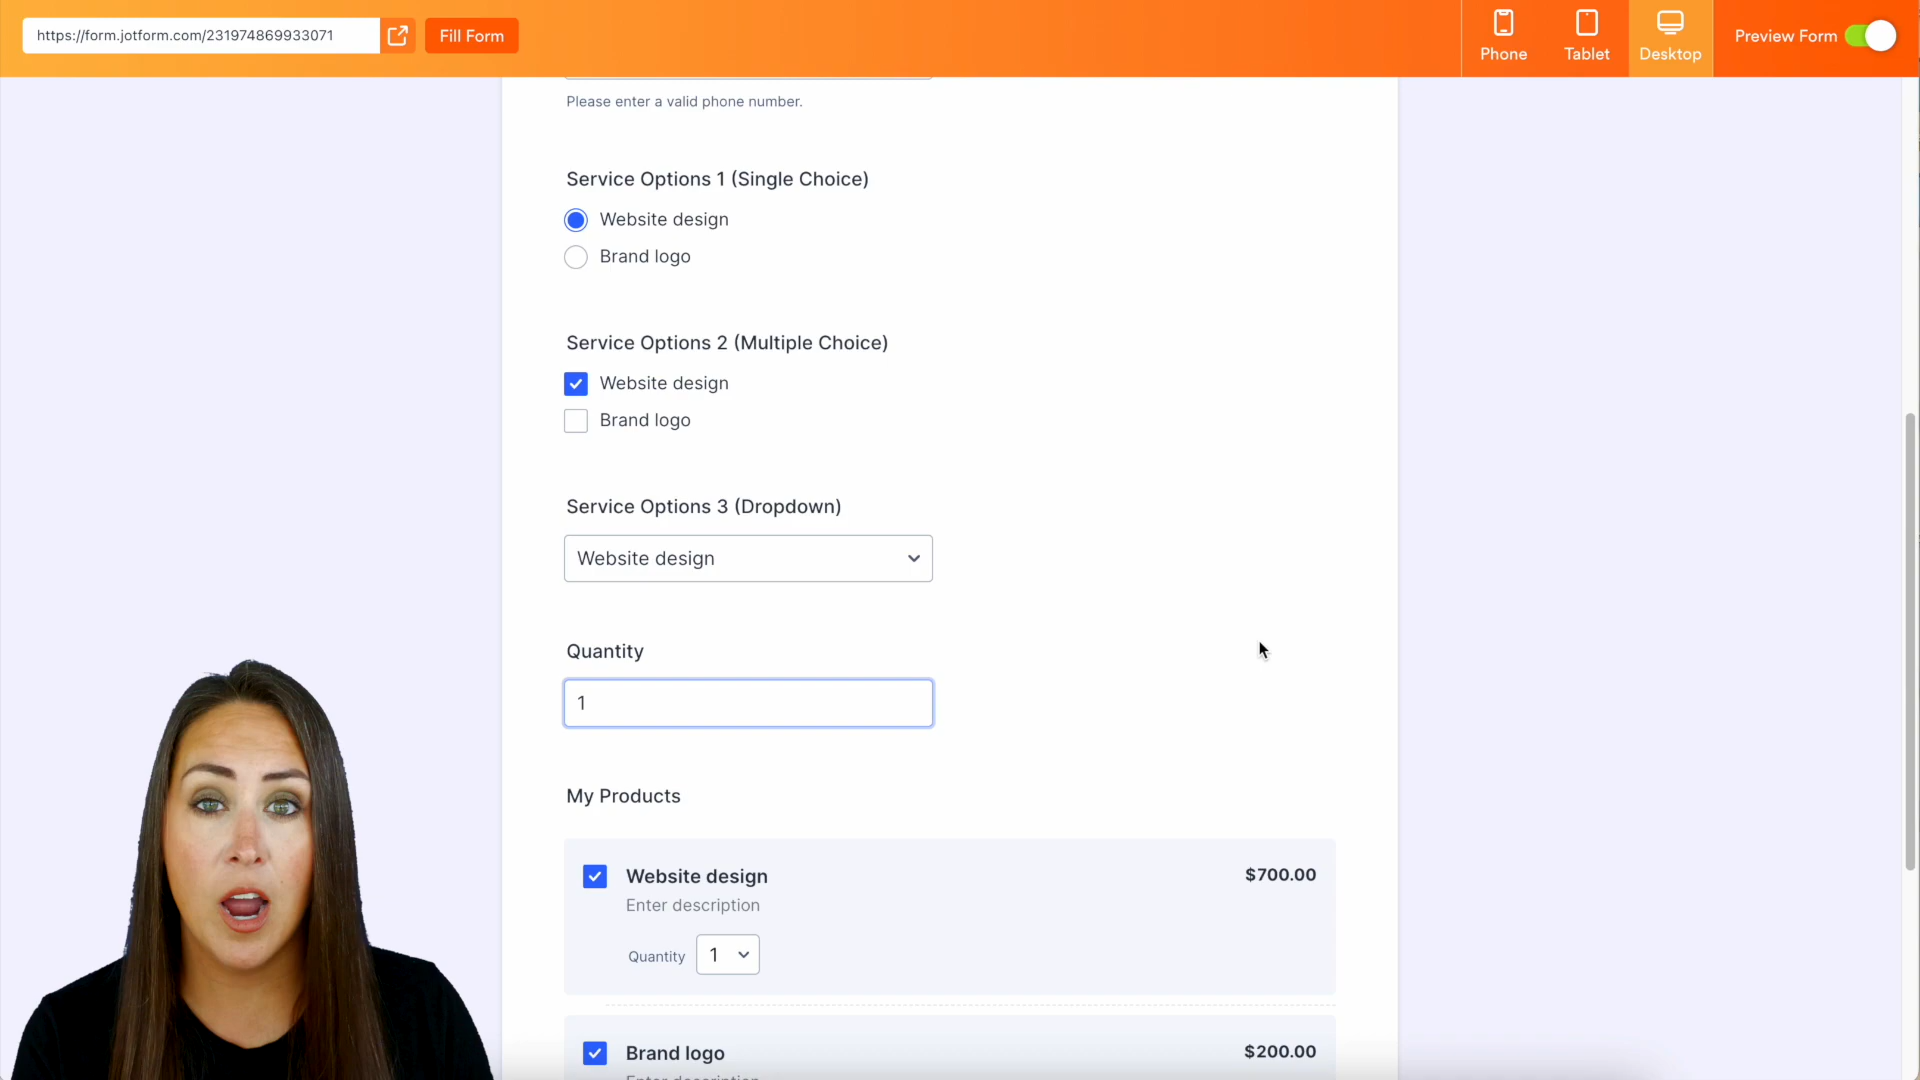 https://form.jotform.com/231974869933071
Fill Form
Phone
Tablet
Desktop
Preview Form
Please enter a valid phone number.
Service Options 1 (Single Choice)
Website design
Brand logo
Service Options 2 (Multiple Choice)
Website design
Brand logo
Service Options 3 (Dropdown)
Website design
Quantity
1
My Products
Website design
$700.00
Enter description
Quantity
1
Brand logo
$200.00
Enter description